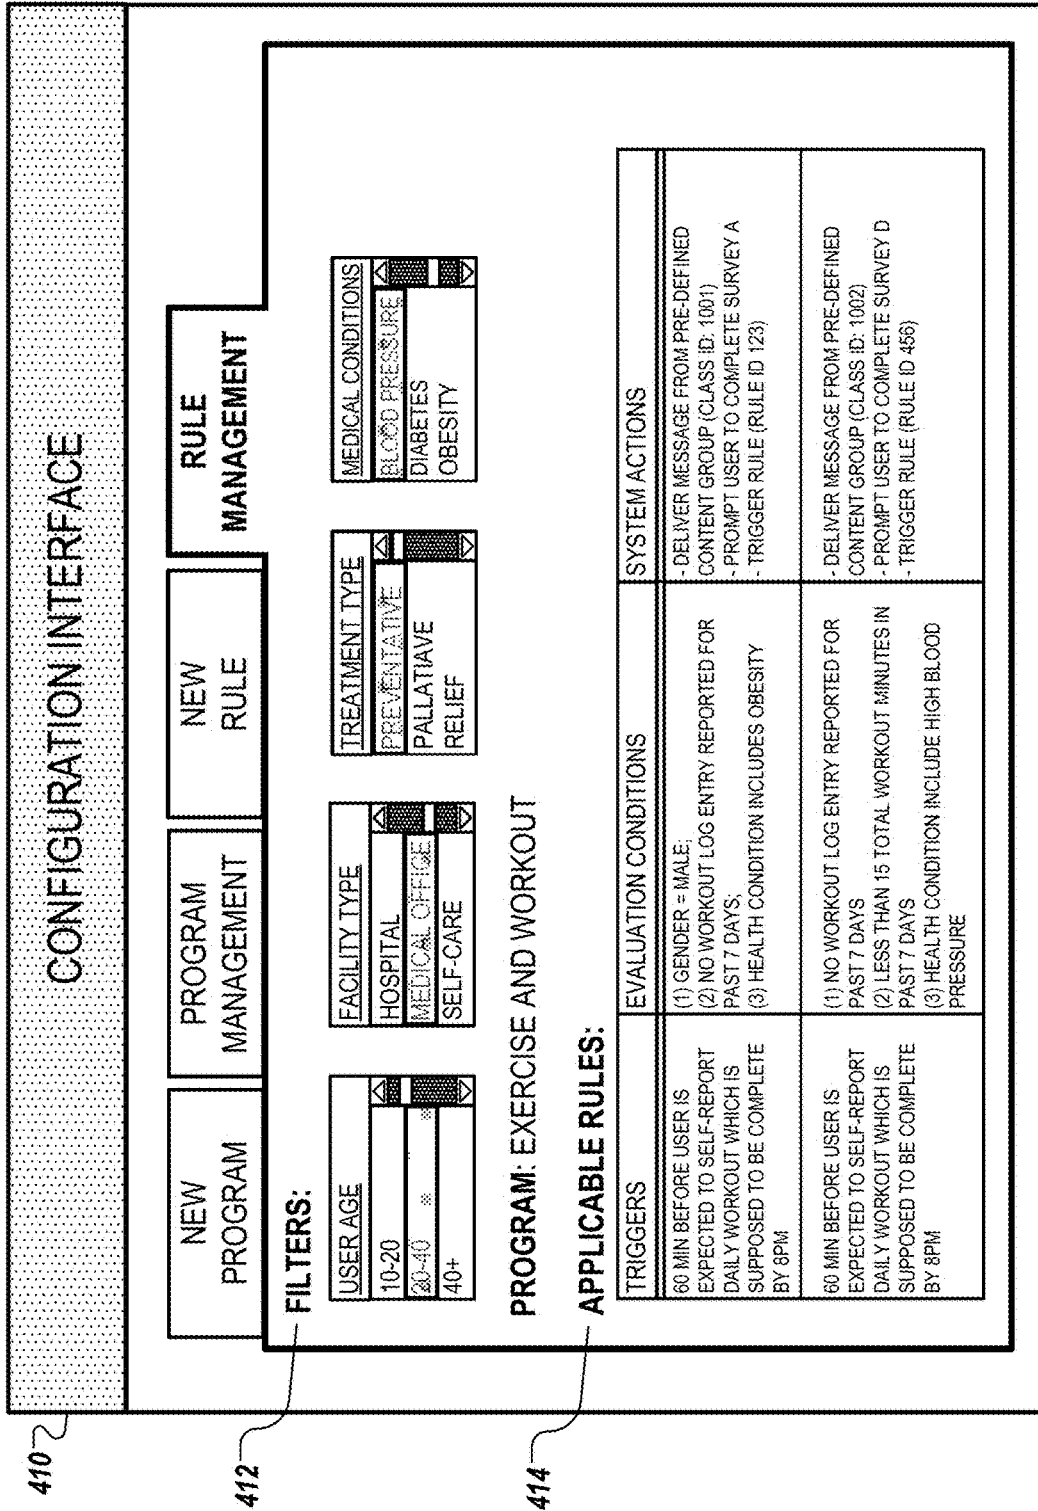 410
CONFIGURATION INTERFACE
NEW
PROGRAM
PROGRAM
MANAGEMENT
NEW
RULE
RULE
MANAGEMENT
412
FILTERS:
USER AGE
10-20
20-40
40+
FACILITY TYPE
HOSPITAL
MEDICAL OFFICE
SELF-CARE
TREATMENT TYPE
PREVENTATIVE
PALLATIAVE
RELIEF
MEDICAL CONDITIONS
BLOOD PRESSURE
DIABETES
OBESITY
PROGRAM: EXERCISE AND WORKOUT
414
APPLICABLE RULES:
TRIGGERS
EVALUATION CONDITIONS
SYSTEM ACTIONS
60 MIN BEFORE USER IS
EXPECTED TO SELF-REPORT
DAILY WORKOUT WHICH IS
SUPPOSED TO BE COMPLETE
BY 8PM
(1) GENDER = MALE;
(2) NO WORKOUT LOG ENTRY REPORTED FOR
PAST 7 DAYS;
(3) HEALTH CONDITION INCLUDES OBESITY
- DELIVER MESSAGE FROM PRE-DEFINED
CONTENT GROUP (CLASS ID: 1001)
- PROMPT USER TO COMPLETE SURVEY A
- TRIGGER RULE (RULE ID 123)
60 MIN BEFORE USER IS
EXPECTED TO SELF-REPORT
DAILY WORKOUT WHICH IS
SUPPOSED TO BE COMPLETE
BY 8PM
(1) NO WORKOUT LOG ENTRY REPORTED FOR
PAST 7 DAYS
(2) LESS THAN 15 TOTAL WORKOUT MINUTES IN
PAST 7 DAYS
(3) HEALTH CONDITION INCLUDE HIGH BLOOD
PRESSURE
- DELIVER MESSAGE FROM PRE-DEFINED
CONTENT GROUP (CLASS ID: 1002)
- PROMPT USER TO COMPLETE SURVEY D
- TRIGGER RULE (RULE ID 456)